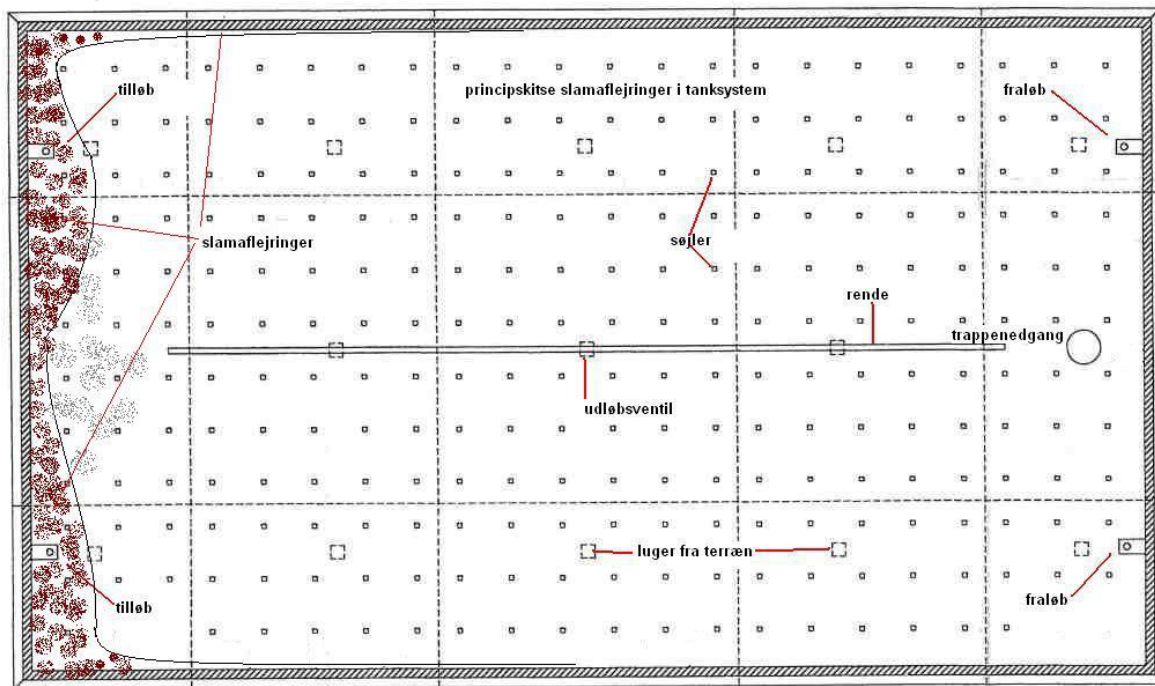 tilløb
principskitse slamaflejringer i tanksystem
fraløb
slamaflejringer
søjler
rende
trappenedgang
udløbsventil
luger fra terræn
tilløb
fraløb